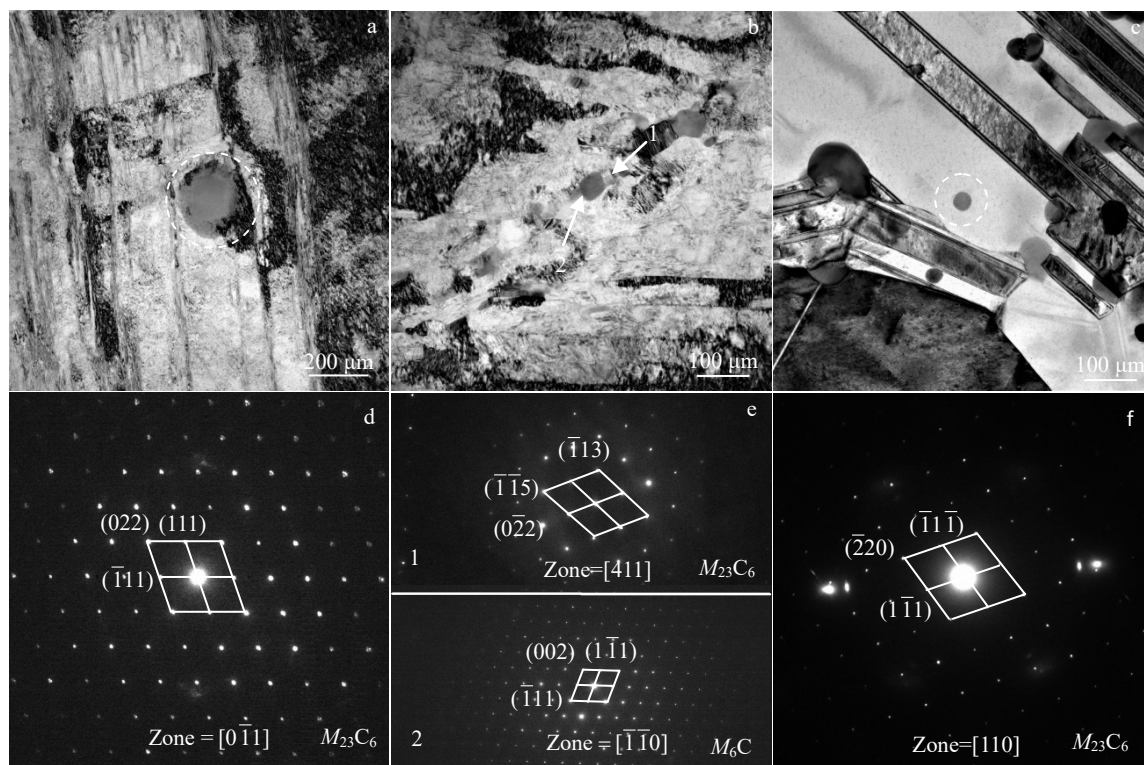 a
200 μm
b
1
2
100 μm
c
100 μm
d
(022) (111)
(1̄11)
Zone = [01̄1] M₂₃C₆
e
(1̄13)
(1̄1̄5)
(02̄2)
1
Zone=[411] M₂₃C₆
(002) (11̄1)
(1̄11)
2
Zone = [1̄1̄0] M₆C
f
(1̄11̄)
(2̄20)
(11̄1)
Zone=[110] M₂₃C₆